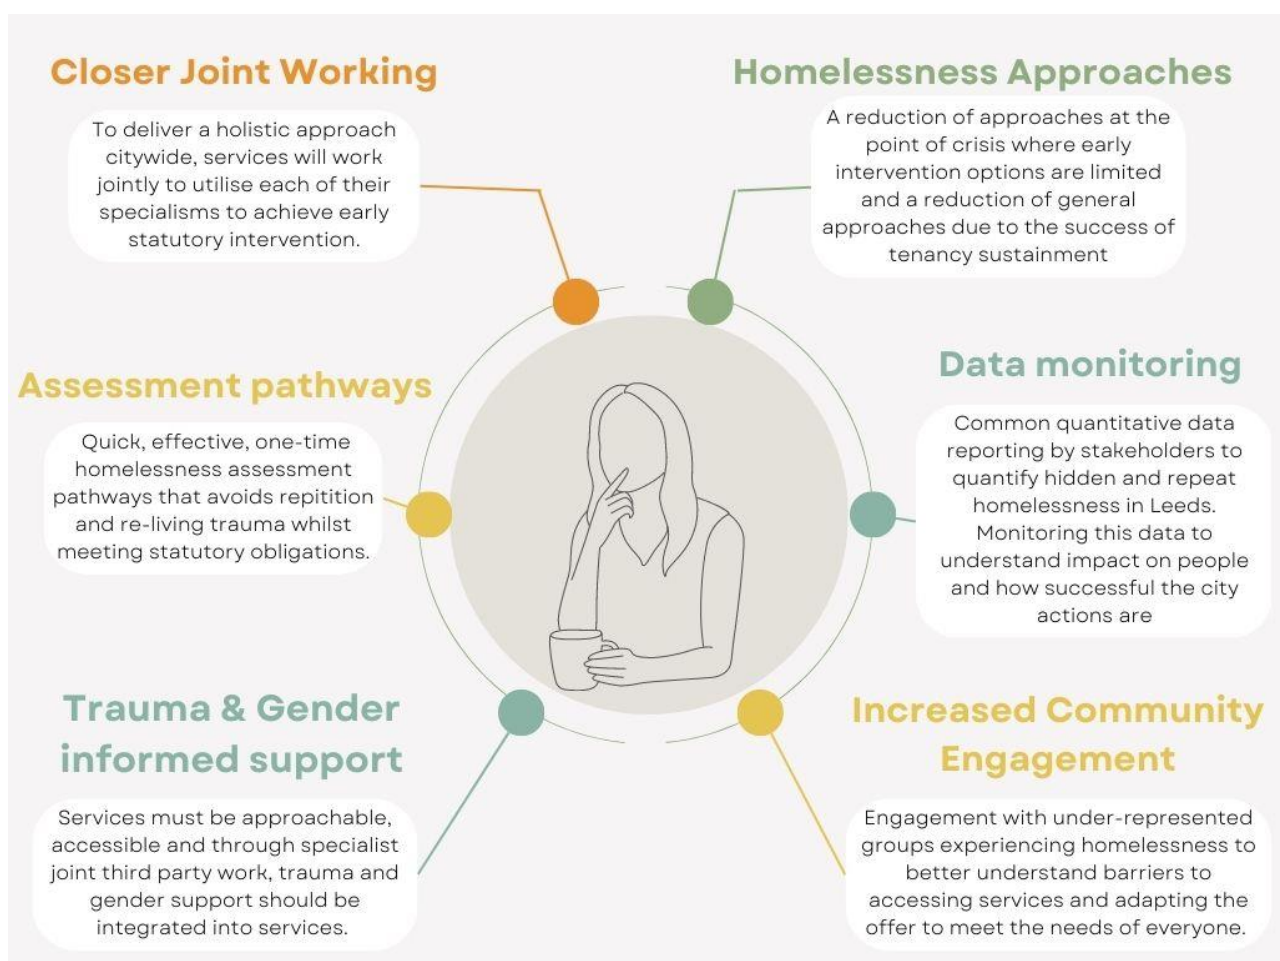 Closer Joint Working
To deliver a holistic approach
citywide, services will work
jointly to utilise each of their
specialisms to achieve early
statutory intervention.
Homelessness Approaches
A reduction of approaches at the
point of crisis where early
intervention options are limited
and a reduction of general
approaches due to the success of
tenancy sustainment
Assessment pathways
Quick, effective, one-time
homelessness assessment
pathways that avoids repitition
and re-living trauma whilst
meeting statutory obligations.
Data monitoring
Common quantitative data
reporting by stakeholders to
quantify hidden and repeat
homelessness in Leeds.
Monitoring this data to
understand impact on people
and how successful the city
actions are
Trauma & Gender
informed support
Services must be approachable,
accessible and through specialist
joint third party work, trauma and
gender support should be
integrated into services.
Increased Community
Engagement
Engagement with under-represented
groups experiencing homelessness to
better understand barriers to
accessing services and adapting the
offer to meet the needs of everyone.